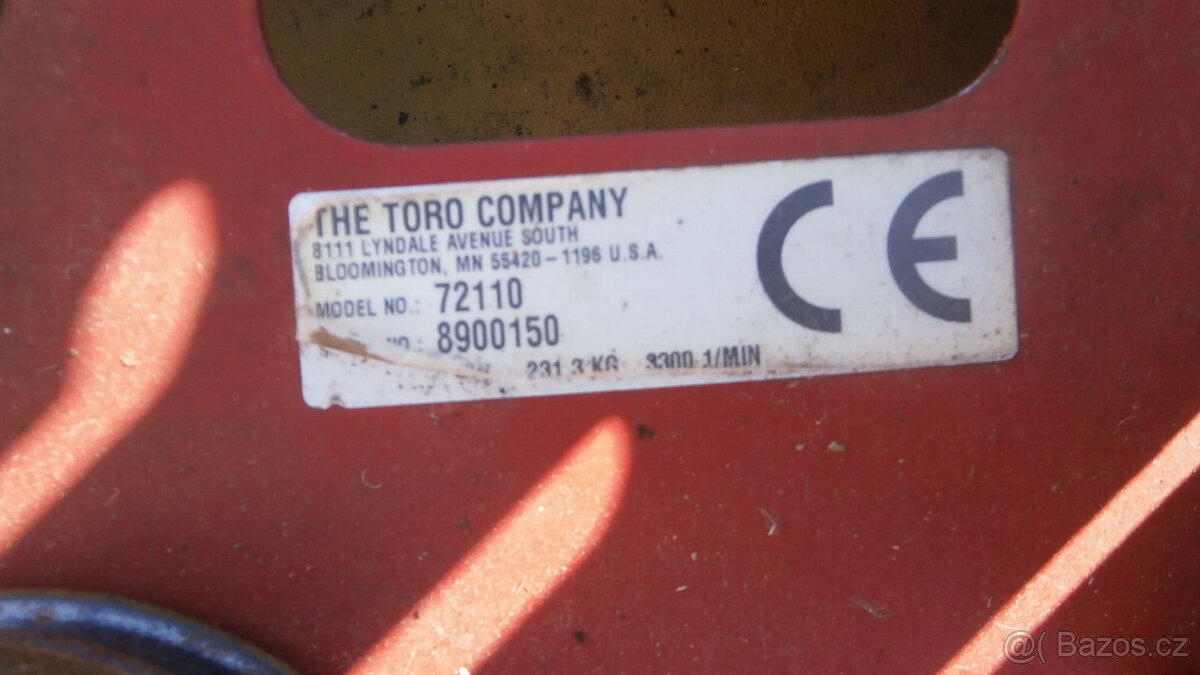 THE TORO COMPANY
8111 LYNDALE AVENUE SOUTH
BLOOMINGTON, MN 55420-1196 U.S.A.
MODEL NO.: 72110
NO.: 8900150
231.3 KG 3300 1/MIN
CE
@( Bazos.cz